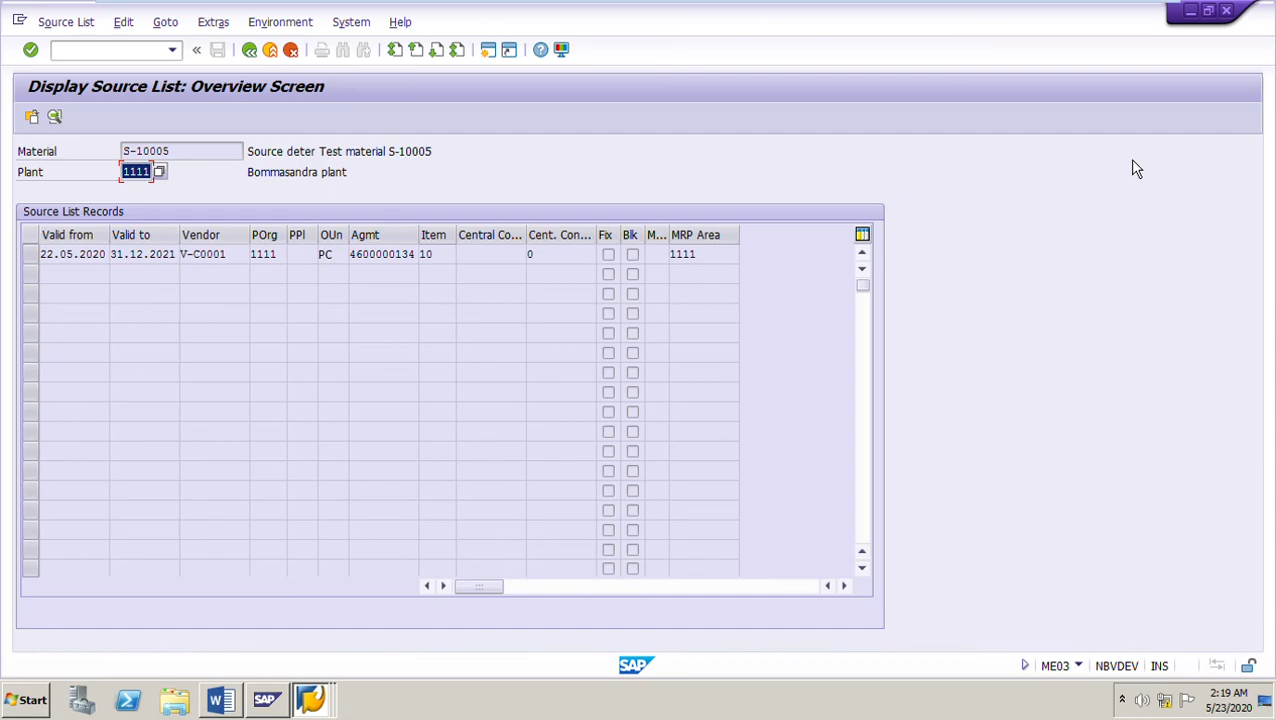 Source List Edit Goto Extras Environment System Help
Display Source List: Overview Screen
Material S-10005 Source deter Test material S-10005
Plant 1111 Bommasandra plant
Source List Records
Valid from Valid to Vendor POrg PPl OUn Agmt Item Central Co... Cent. Con... Fix Blk M... MRP Area
22.05.2020 31.12.2021 V-C0001 1111 PC 4600000134 10 0 1111
SAP ME03 NBVDEV INS
Start 2:19 AM
5/23/2020